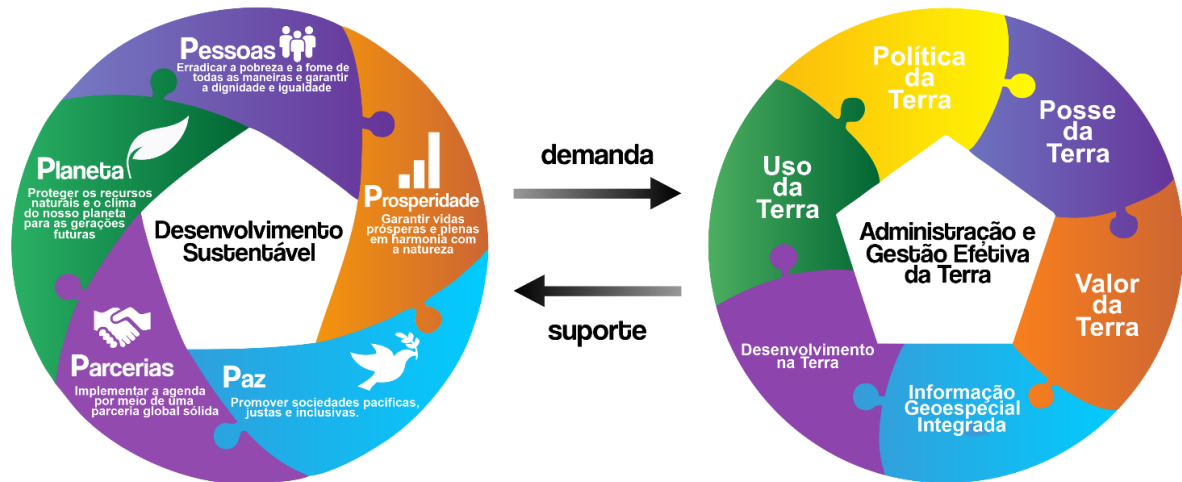 Pessoas
Erradicar a pobreza e a fome de
todas as maneiras e garantir
a dignidade e igualdade
Planeta
Proteger os recursos
naturais e o clima
do nosso planeta
para as gerações
futuras
Prosperidade
Garantir vidas
prósperas e plenas
em harmonia com
a natureza
Desenvolvimento
Sustentável
Parcerias
Implementar a agenda
por meio de uma
parceria global sólida
Paz
Promover sociedades pacificas,
justas e inclusivas.
demanda
suporte
Política
da
Terra
Posse
da
Terra
Uso
da
Terra
Administração e
Gestão Efetiva
da Terra
Valor
da
Terra
Desenvolvimento
na Terra
Informação
Geoespecial
Integrada